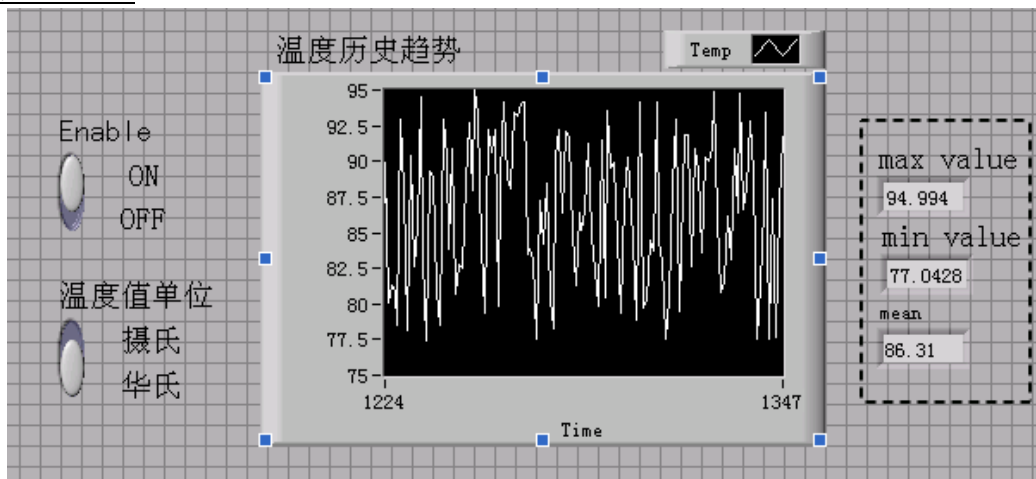 温度历史趋势
Temp
Enable
ON
OFF
温度值单位
摄氏
华氏
95
92.5
90
87.5
85
82.5
80
77.5
75
1224
1347
Time
max value
94.994
min value
77.0428
mean
86.31